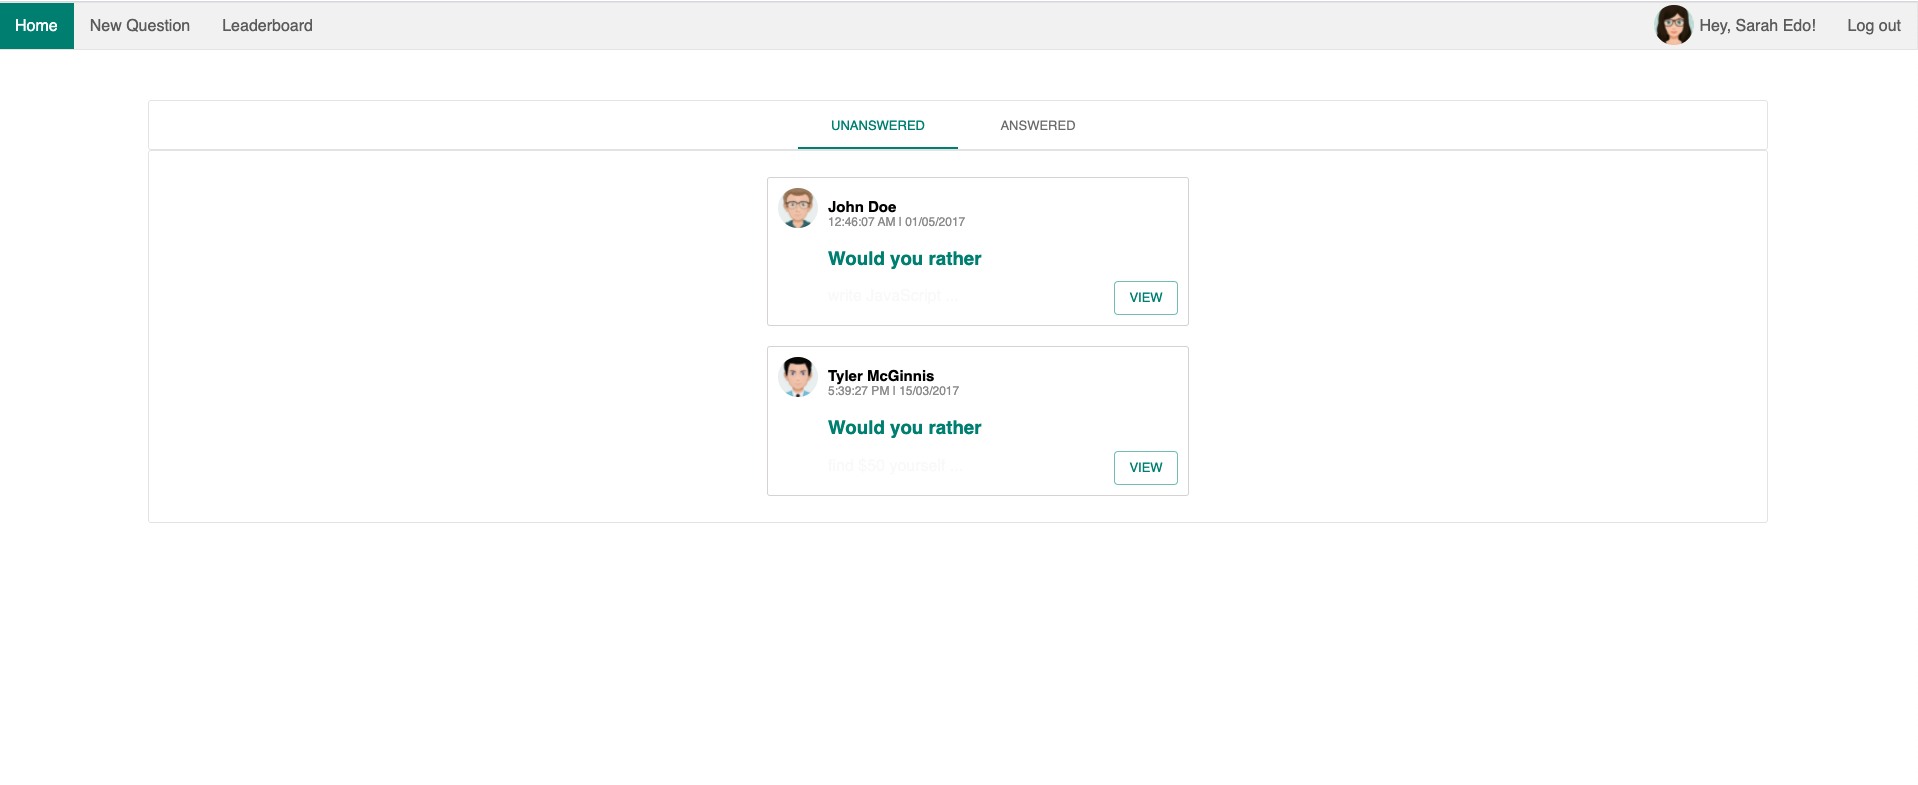 Home New Question Leaderboard Hey, Sarah Edo! Log out
UNANSWERED ANSWERED
John Doe
12:46:07 AM | 01/05/2017
Would you rather
write JavaScript ...
VIEW
Tyler McGinnis
5:39:27 PM | 15/03/2017
Would you rather
find $50 yourself ...
VIEW